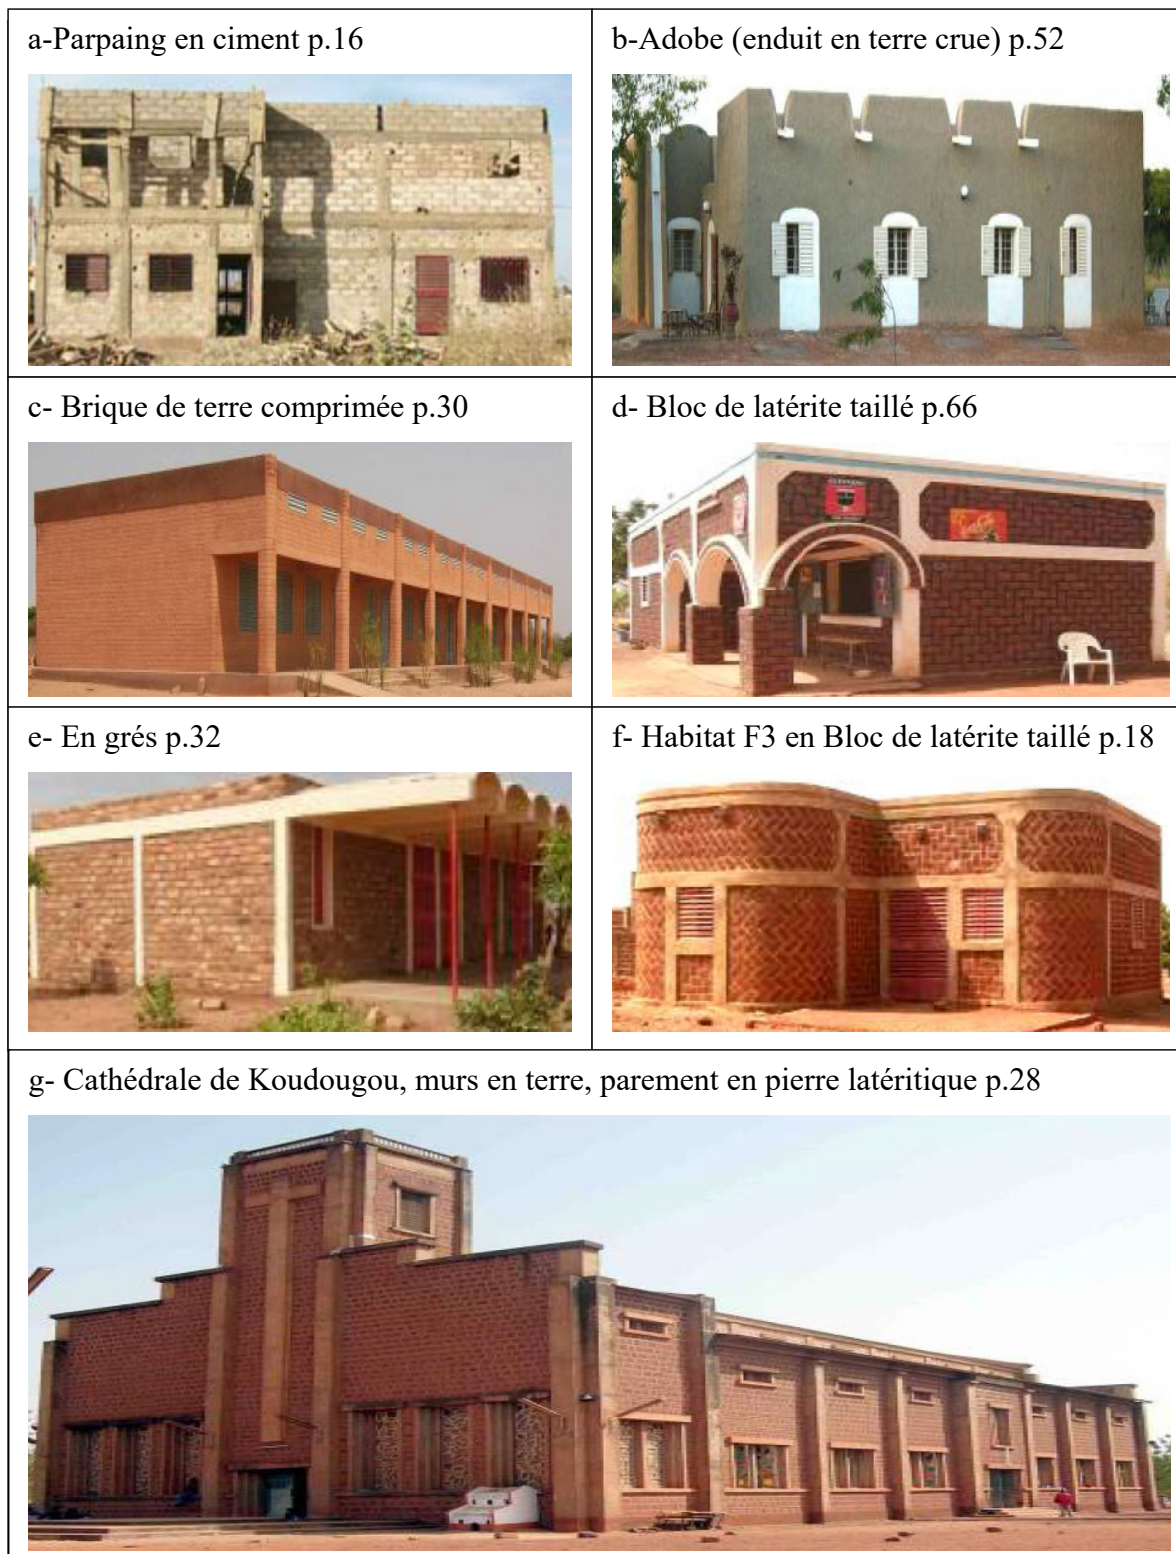 a-Parpaing en ciment p.16
b-Adobe (enduit en terre crue) p.52
c- Brique de terre comprimée p.30
d- Bloc de latérite taillé p.66
e- En grés p.32
f- Habitat F3 en Bloc de latérite taillé p.18
g- Cathédrale de Koudougou, murs en terre, parement en pierre latéritique p.28